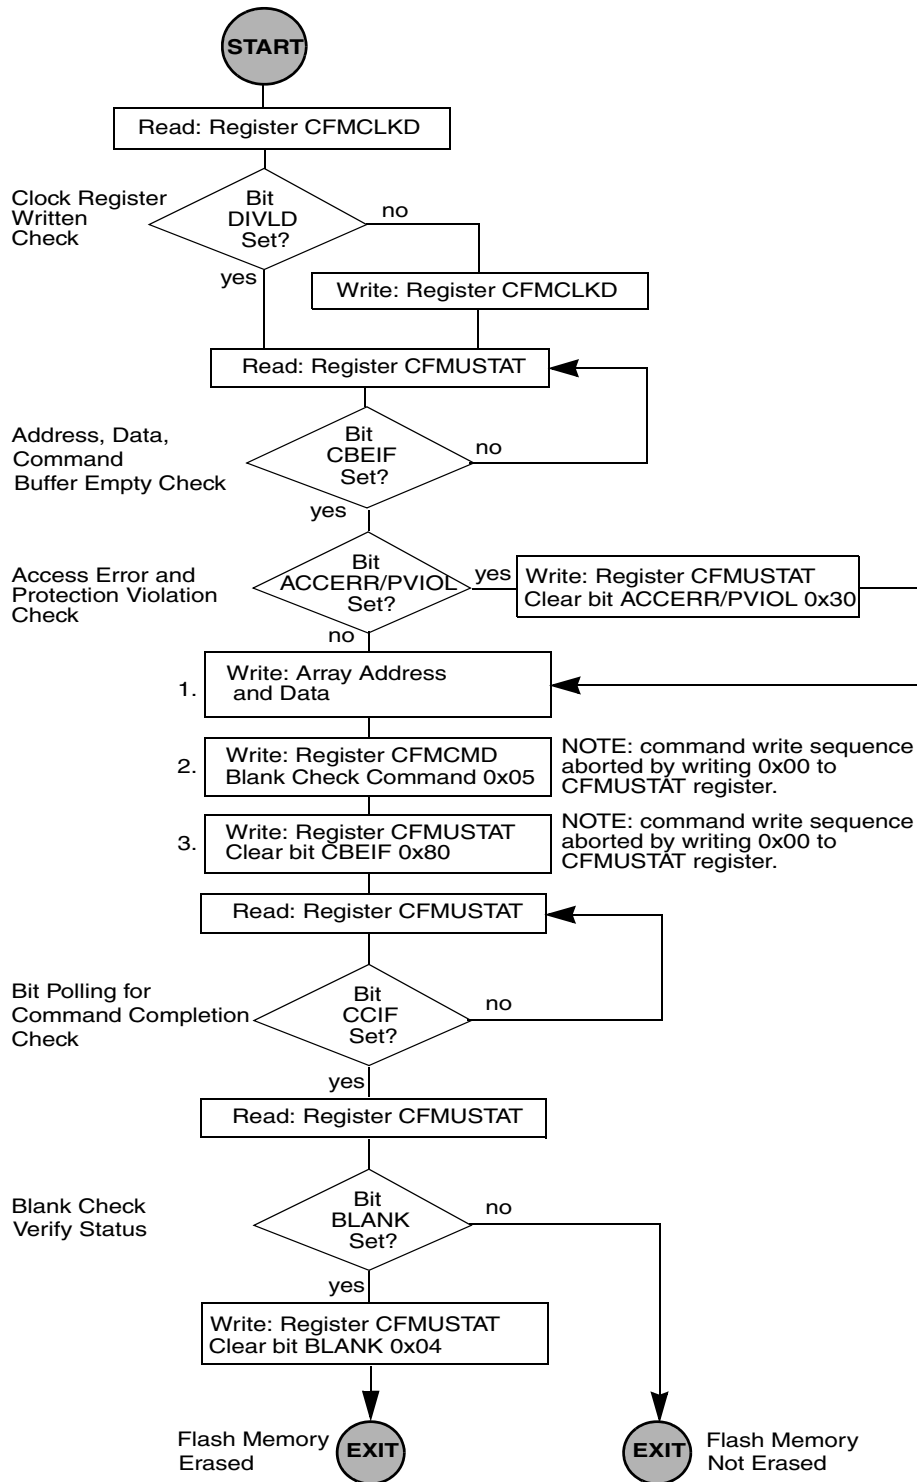 START
Read: Register CFMCLKD
Clock Register
Written
Check
Bit
DIVLD
Set?
no
yes
Write: Register CFMCLKD
Read: Register CFMUSTAT
Address, Data,
Command
Buffer Empty Check
Bit
CBEIF
Set?
no
yes
Access Error and
Protection Violation
Check
Bit
ACCERR/PVIOL
Set?
yes
Write: Register CFMUSTAT
Clear bit ACCERR/PVIOL 0x30
no
1.
Write: Array Address
and Data
2.
Write: Register CFMCMD
Blank Check Command 0x05
NOTE: command write sequence
aborted by writing 0x00 to
CFMUSTAT register.
3.
Write: Register CFMUSTAT
Clear bit CBEIF 0x80
NOTE: command write sequence
aborted by writing 0x00 to
CFMUSTAT register.
Read: Register CFMUSTAT
Bit Polling for
Command Completion
Check
Bit
CCIF
Set?
no
yes
Read: Register CFMUSTAT
Blank Check
Verify Status
Bit
BLANK
Set?
no
yes
Write: Register CFMUSTAT
Clear bit BLANK 0x04
Flash Memory
Erased
EXIT
EXIT
Flash Memory
Not Erased